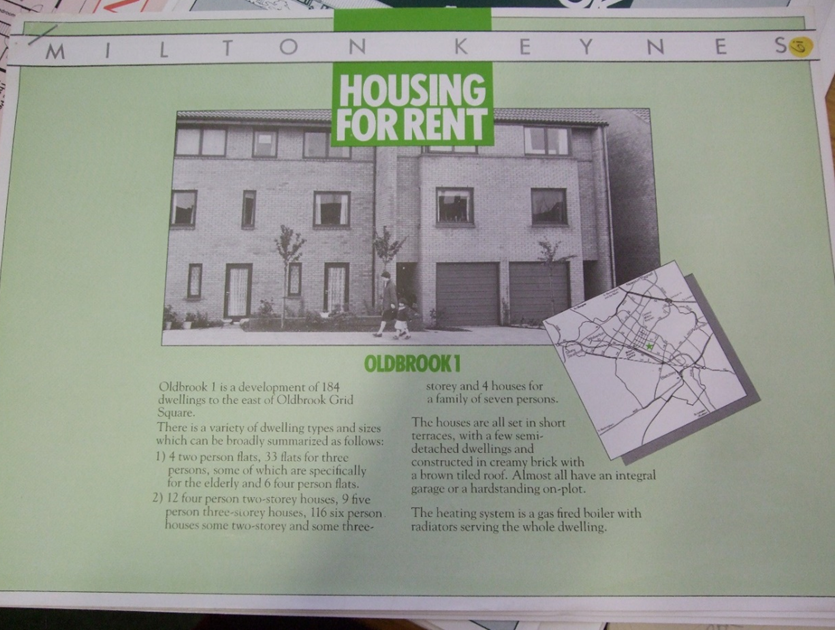 MILTON KEYNES
HOUSING
FOR RENT
OLDBROOK 1
Oldbrook 1 is a development of 184
dwellings to the east of Oldbrook Grid
Square.
There is a variety of dwelling types and sizes
which can be broadly summarized as follows:
1) 4 two person flats, 33 flats for three
persons, some of which are specifically
for the elderly and 6 four person flats.
2) 12 four person two-storey houses, 9 five
person three-storey houses, 116 six person
houses some two-storey and some three-
storey and 4 houses for
a family of seven persons.
The houses are all set in short
terraces, with a few semi-
detached dwellings and
constructed in creamy brick with
a brown tiled roof. Almost all have an integral
garage or a hardstanding on-plot.
The heating system is a gas fired boiler with
radiators serving the whole dwelling.